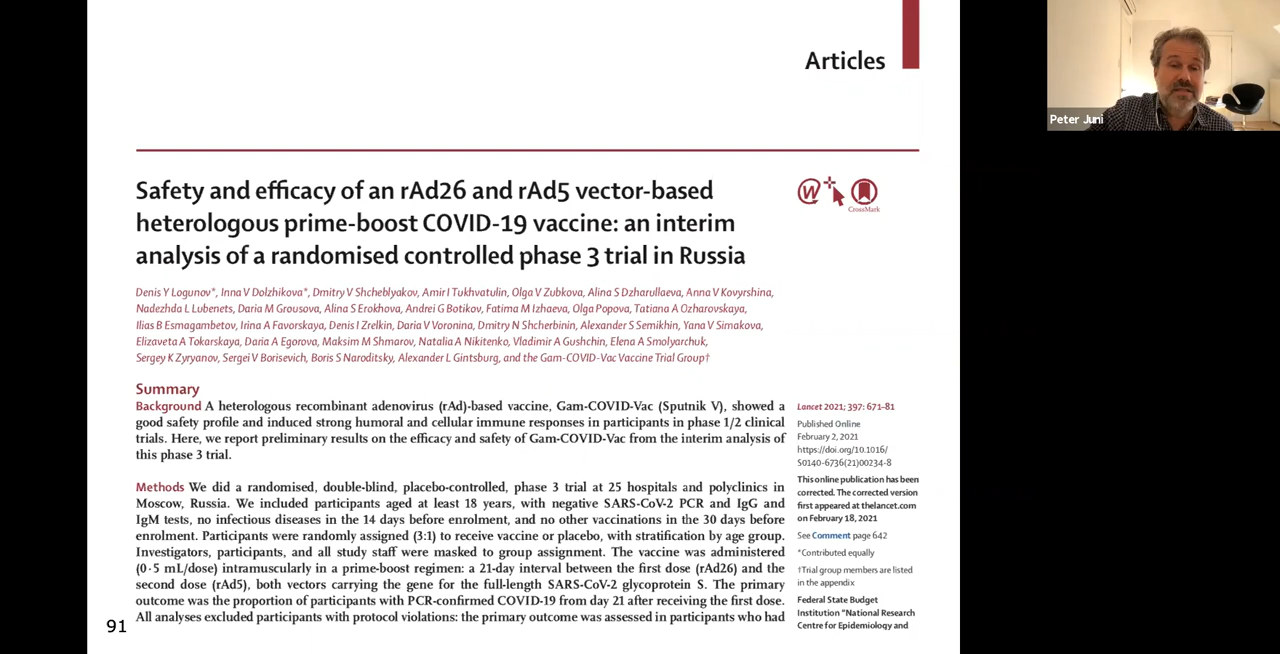 Articles
Safety and efficacy of an rAd26 and rAd5 vector-based
heterologous prime-boost COVID-19 vaccine: an interim
analysis of a randomised controlled phase 3 trial in Russia
W
CrossMark
Denis Y Logunov*, Inna V Dolzhikova*, Dmitry V Shcheblyakov, Amir I Tukhvatulin, Olga V Zubkova, Alina S Dzharullaeva, Anna V Kovyrshina,
Nadezhda L Lubenets, Daria M Grousova, Alina S Erokhova, Andrei G Botikov, Fatima M Izhaeva, Olga Popova, Tatiana A Ozharovskaya,
Ilias B Esmagambetov, Irina A Favorskaya, Denis I Zrelkin, Daria V Voronina, Dmitry N Shcherbinin, Alexander S Semikhin, Yana V Simakova,
Elizaveta A Tokarskaya, Daria A Egorova, Maksim M Shmarov, Natalia A Nikitenko, Vladimir A Gushchin, Elena A Smolyarchuk,
Sergey K Zyryanov, Sergei V Borisevich, Boris S Naroditsky, Alexander L Gintsburg, and the Gam-COVID-Vac Vaccine Trial Group†
Summary
Background A heterologous recombinant adenovirus (rAd)-based vaccine, Gam-COVID-Vac (Sputnik V), showed a
good safety profile and induced strong humoral and cellular immune responses in participants in phase 1/2 clinical
trials. Here, we report preliminary results on the efficacy and safety of Gam-COVID-Vac from the interim analysis of
this phase 3 trial.
Methods We did a randomised, double-blind, placebo-controlled, phase 3 trial at 25 hospitals and polyclinics in
Moscow, Russia. We included participants aged at least 18 years, with negative SARS-CoV-2 PCR and IgG and
IgM tests, no infectious diseases in the 14 days before enrolment, and no other vaccinations in the 30 days before
enrolment. Participants were randomly assigned (3:1) to receive vaccine or placebo, with stratification by age group.
Investigators, participants, and all study staff were masked to group assignment. The vaccine was administered
(0·5 mL/dose) intramuscularly in a prime-boost regimen: a 21-day interval between the first dose (rAd26) and the
second dose (rAd5), both vectors carrying the gene for the full-length SARS-CoV-2 glycoprotein S. The primary
outcome was the proportion of participants with PCR-confirmed COVID-19 from day 21 after receiving the first dose.
All analyses excluded participants with protocol violations: the primary outcome was assessed in participants who had
Lancet 2021; 397: 671–81
Published Online
February 2, 2021
https://doi.org/10.1016/
S0140-6736(21)00234-8
This online publication has been
corrected. The corrected version
first appeared at thelancet.com
on February 18, 2021
See Comment page 642
*Contributed equally
†Trial group members are listed
in the appendix
Federal State Budget
Institution "National Research
Centre for Epidemiology and
91
Peter Juni